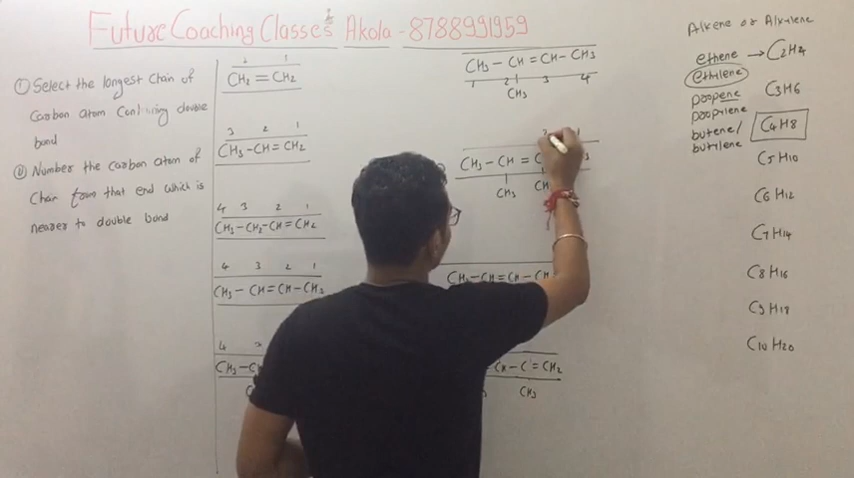 Future Coaching Classes Akola - 8788991959
① Select the longest Chain of
Carbon atom Containing double
bond
② Number the carbon atom of
Chain from that end which is
nearer to double bond
2 1
CH2 = CH2
3 2 1
CH3 - CH = CH2
4 3 2 1
CH3 - CH2 - CH = CH2
4 3 2 1
CH3 - CH = CH - CH3
4
CH3 - CH = CH - CH3
1 2 3 4
CH3
1
CH3 - CH =
CH3
CH3 - CH = CH -
CH - C = CH2
CH3
Alkene or Alkylene
ethene → C2H4
ethylene
propene C3H6
propylene
butene/ C4H8
butylene
C5H10
C6H12
C7H14
C8H16
C9H18
C10H20